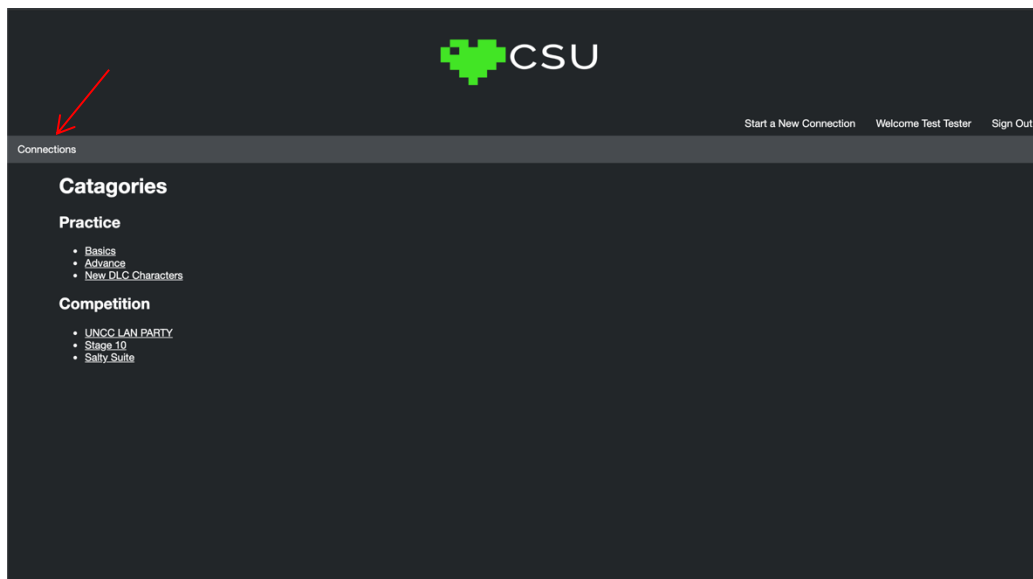 CSU
Start a New Connection Welcome Test Tester Sign Out
Connections
Catagories
Practice
Basics
Advance
New DLC Characters
Competition
UNCC LAN PARTY
Stage 10
Salty Suite